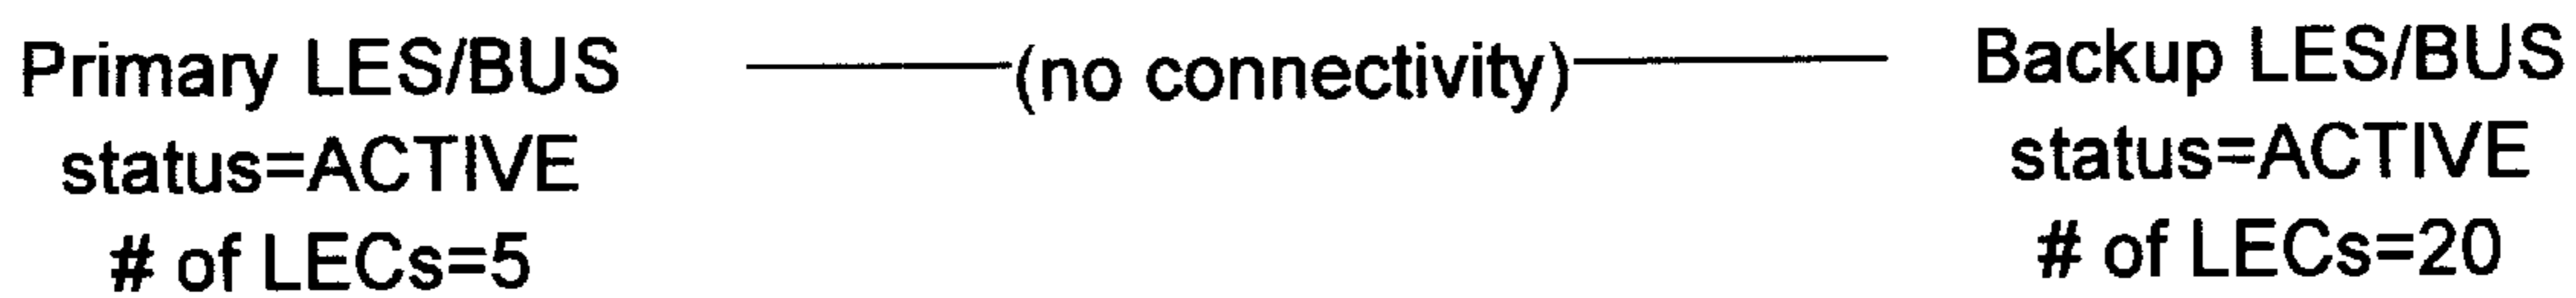 Primary LES/BUS (no connectivity) Backup LES/BUS
status=ACTIVE status=ACTIVE
# of LECs=5 # of LECs=20